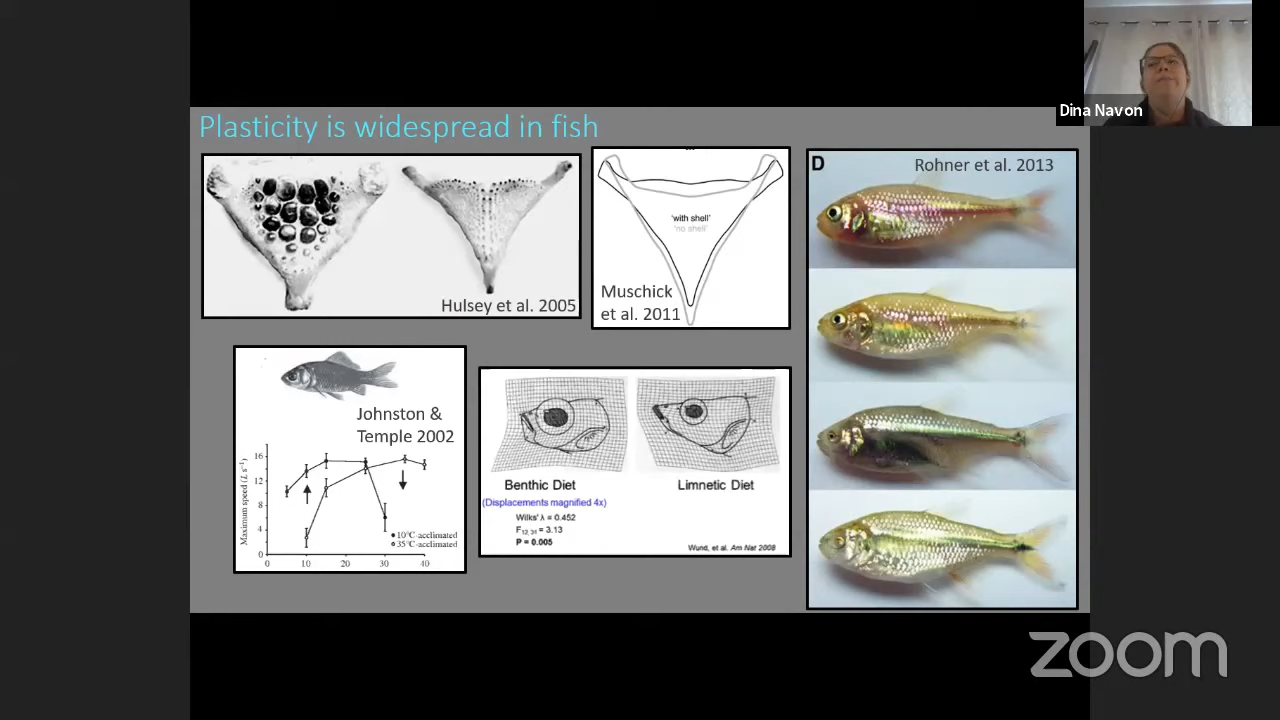 Dina Navon
Plasticity is widespread in fish
Hulsey et al. 2005
'with shell'
'no shell'
Muschick
et al. 2011
D
Rohner et al. 2013
Johnston &
Temple 2002
Maximum speed (L s⁻¹)
16
12
8
4
0
10°C-acclimated
35°C-acclimated
0 10 20 30 40
Benthic Diet
Limnetic Diet
(Displacements magnified 4x)
Wilks' λ = 0.452
F12, 31 = 3.13
P = 0.005
Wund, et al. Am Nat 2008
zoom